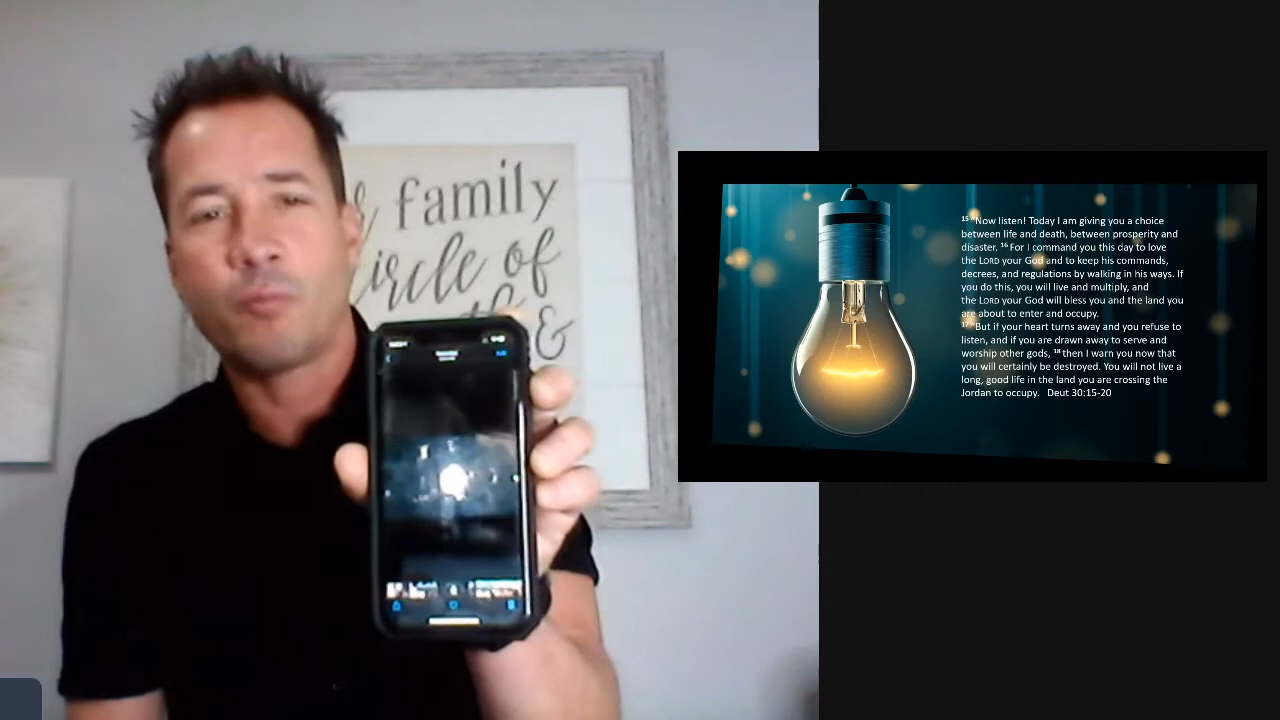 family
circle of
&
¹⁵ "Now listen! Today I am giving you a choice
between life and death, between prosperity and
disaster. ¹⁶ For I command you this day to love
the LORD your God and to keep his commands,
decrees, and regulations by walking in his ways. If
you do this, you will live and multiply, and
the LORD your God will bless you and the land you
are about to enter and occupy.
¹⁷ "But if your heart turns away and you refuse to
listen, and if you are drawn away to serve and
worship other gods, ¹⁸ then I warn you now that
you will certainly be destroyed. You will not live a
long, good life in the land you are crossing the
Jordan to occupy. Deut 30:15-20